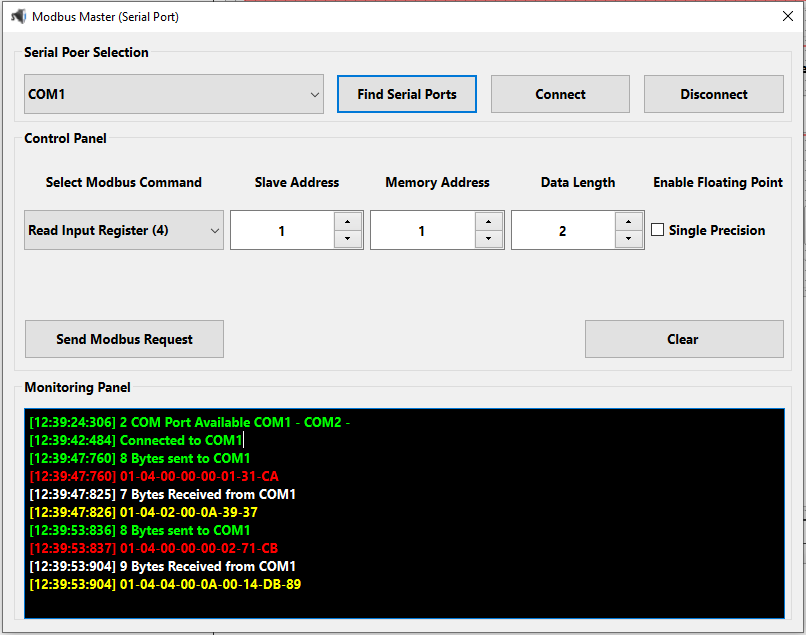 Modbus Master (Serial Port)
Serial Poer Selection
COM1 Find Serial Ports Connect Disconnect
Control Panel
Select Modbus Command Slave Address Memory Address Data Length Enable Floating Point
Read Input Register (4) 1 1 2 Single Precision
Send Modbus Request Clear
Monitoring Panel
[12:39:24:306] 2 COM Port Available COM1 - COM2 -
[12:39:42:484] Connected to COM1
[12:39:47:760] 8 Bytes sent to COM1
[12:39:47:760] 01-04-00-00-00-01-31-CA
[12:39:47:825] 7 Bytes Received from COM1
[12:39:47:826] 01-04-02-00-0A-39-37
[12:39:53:836] 8 Bytes sent to COM1
[12:39:53:837] 01-04-00-00-00-02-71-CB
[12:39:53:904] 9 Bytes Received from COM1
[12:39:53:904] 01-04-04-00-0A-00-14-DB-89